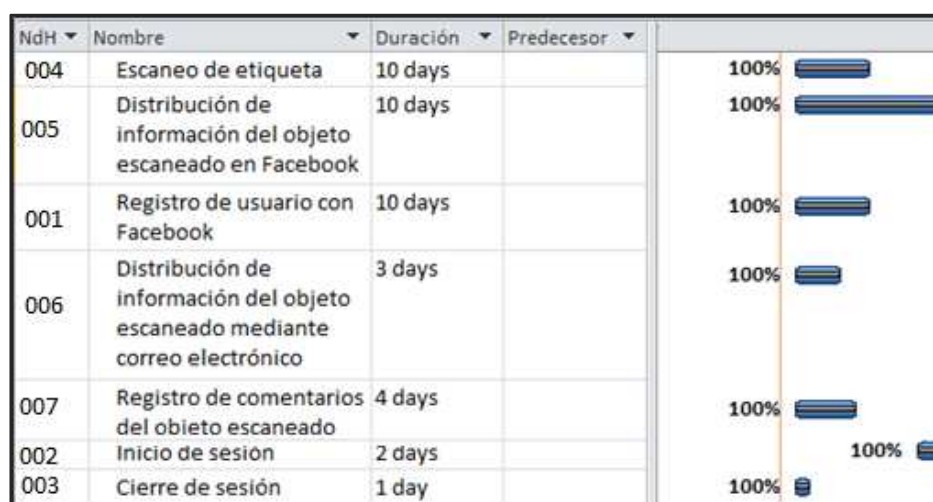 NdH Nombre Duración Predecesor
004 Escaneo de etiqueta 10 days 100%
Distribución de 10 days 100%
005 información del objeto
escaneado en Facebook
001 Registro de usuario con 10 days 100%
Facebook
Distribución de 3 days 100%
006 información del objeto
escaneado mediante
correo electrónico
007 Registro de comentarios 4 days 100%
del objeto escaneado
002 Inicio de sesión 2 days 100%
003 Cierre de sesión 1 day 100%